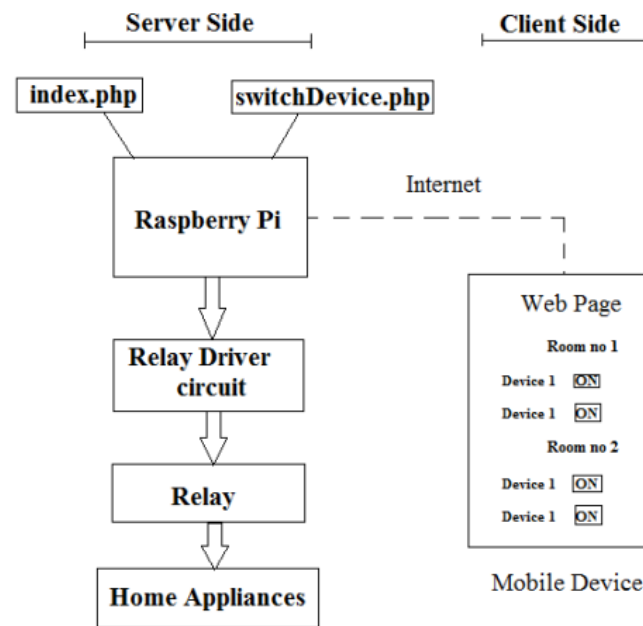 Server Side
Client Side
index.php
switchDevice.php
Internet
Raspberry Pi
Web Page
Room no 1
Device 1 ON
Device 1 ON
Room no 2
Device 1 ON
Device 1 ON
Mobile Device
Relay Driver
circuit
Relay
Home Appliances